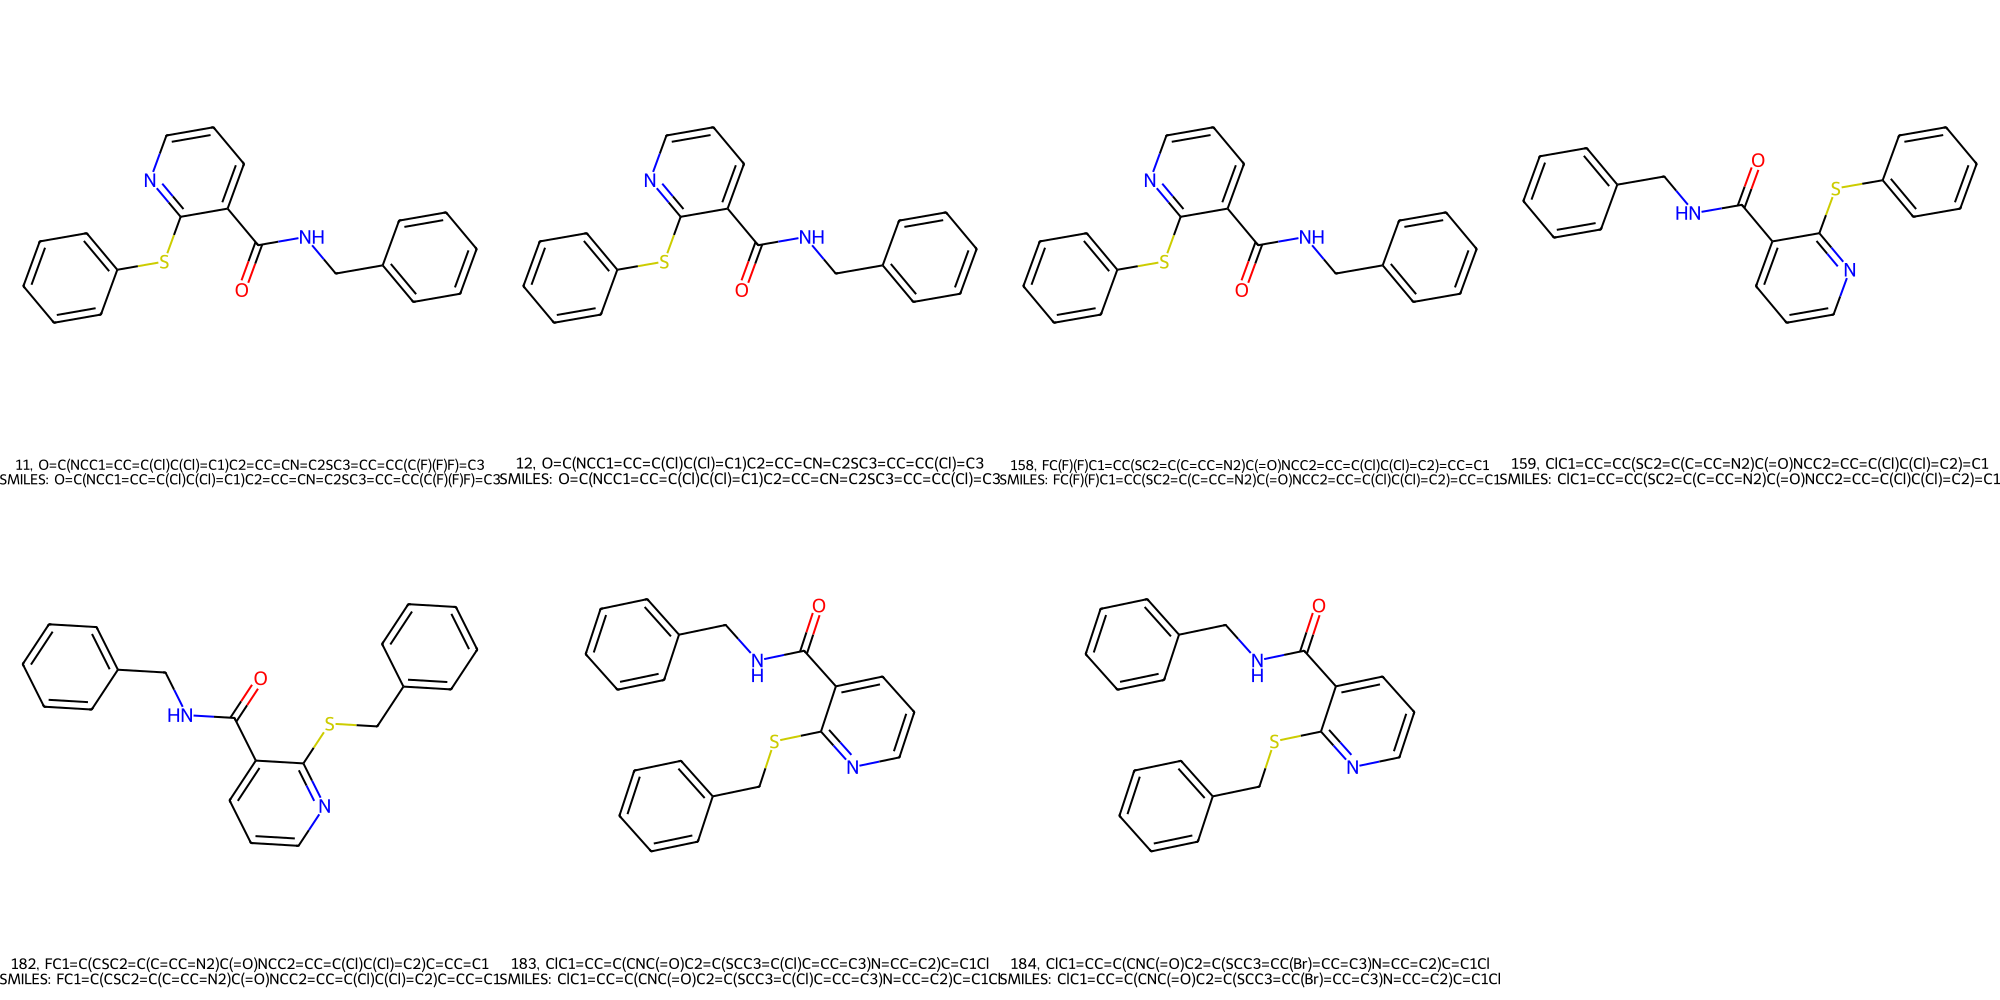 N
S
O
NH
N
S
O
NH
N
S
O
NH
O
S
HN
N
11, O=C(NCC1=CC=C(Cl)C(Cl)=C1)C2=CC=CN=C2SC3=CC=CC(C(F)(F)F)=C3
SMILES: O=C(NCC1=CC=C(Cl)C(Cl)=C1)C2=CC=CN=C2SC3=CC=CC(C(F)(F)F)=C3
12, O=C(NCC1=CC=C(Cl)C(Cl)=C1)C2=CC=CN=C2SC3=CC=CC(Cl)=C3
SMILES: O=C(NCC1=CC=C(Cl)C(Cl)=C1)C2=CC=CN=C2SC3=CC=CC(Cl)=C3
158, FC(F)(F)C1=CC(SC2=C(C=CC=N2)C(=O)NCC2=CC=C(Cl)C(Cl)=C2)=CC=C1
SMILES: FC(F)(F)C1=CC(SC2=C(C=CC=N2)C(=O)NCC2=CC=C(Cl)C(Cl)=C2)=CC=C1
159, ClC1=CC=CC(SC2=C(C=CC=N2)C(=O)NCC2=CC=C(Cl)C(Cl)=C2)=C1
SMILES: ClC1=CC=CC(SC2=C(C=CC=N2)C(=O)NCC2=CC=C(Cl)C(Cl)=C2)=C1
O
S
HN
N
O
N
H
S
N
O
N
H
S
N
182, FC1=C(CSC2=C(C=CC=N2)C(=O)NCC2=CC=C(Cl)C(Cl)=C2)C=CC=C1
SMILES: FC1=C(CSC2=C(C=CC=N2)C(=O)NCC2=CC=C(Cl)C(Cl)=C2)C=CC=C1
183, ClC1=CC=C(CNC(=O)C2=C(SCC3=C(Cl)C=CC=C3)N=CC=C2)C=C1Cl
SMILES: ClC1=CC=C(CNC(=O)C2=C(SCC3=C(Cl)C=CC=C3)N=CC=C2)C=C1Cl
184, ClC1=CC=C(CNC(=O)C2=C(SCC3=CC(Br)=CC=C3)N=CC=C2)C=C1Cl
SMILES: ClC1=CC=C(CNC(=O)C2=C(SCC3=CC(Br)=CC=C3)N=CC=C2)C=C1Cl